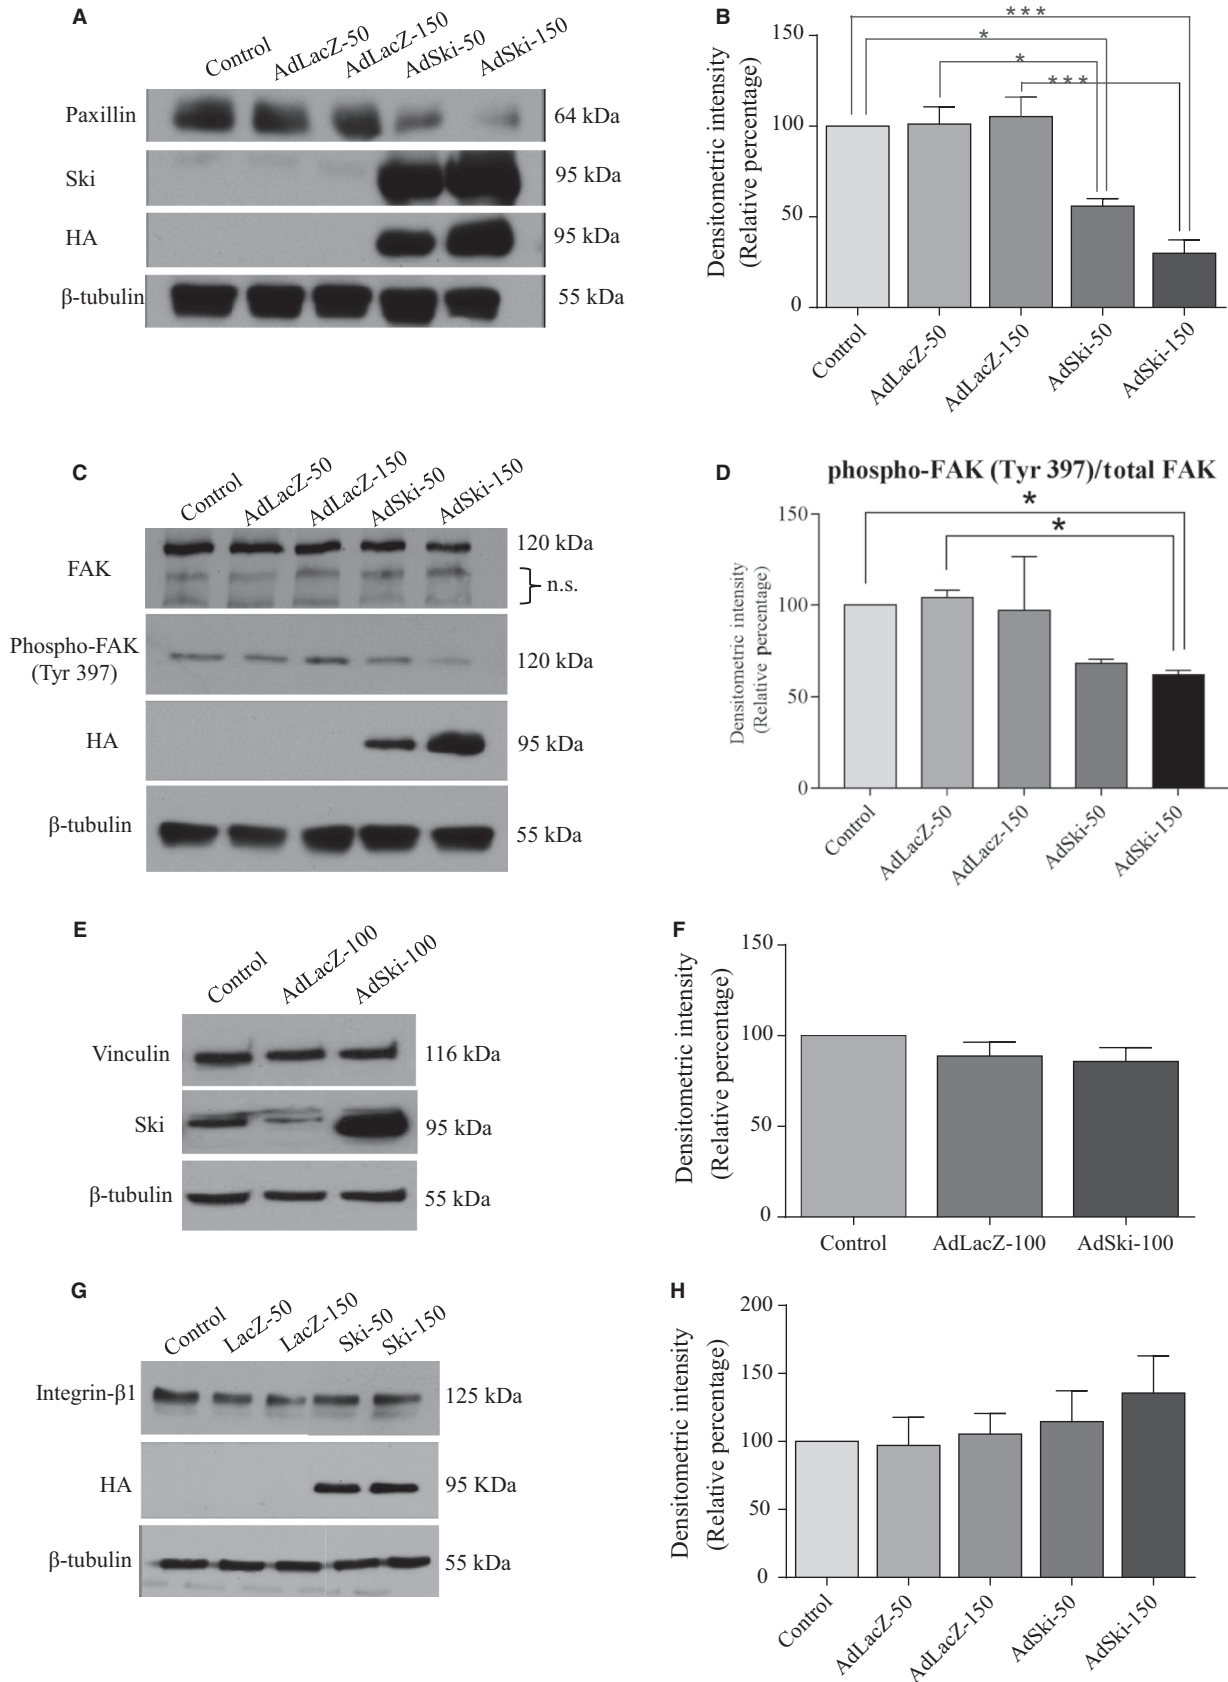 A
Control
AdLacZ-50
AdLacZ-150
AdSki-50
AdSki-150
Paxillin
64 kDa
Ski
95 kDa
HA
95 kDa
β-tubulin
55 kDa
B
Densitometric intensity
(Relative percentage)
150
100
50
0
***
*
*
***
Control
AdLacZ-50
AdLacZ-150
AdSki-50
AdSki-150
C
Control
AdLacZ-50
AdLacZ-150
AdSki-50
AdSki-150
FAK
120 kDa
n.s.
Phospho-FAK
(Tyr 397)
120 kDa
HA
95 kDa
β-tubulin
55 kDa
D
phospho-FAK (Tyr 397)/total FAK
Densitometric intensity
(Relative percentage)
150
100
50
0
*
*
Control
AdLacZ-50
AdLacz-150
AdSki-50
AdSki-150
E
Control
AdLacZ-100
AdSki-100
Vinculin
116 kDa
Ski
95 kDa
β-tubulin
55 kDa
F
Densitometric intensity
(Relative percentage)
150
100
50
0
Control
AdLacZ-100
AdSki-100
G
Control
LacZ-50
LacZ-150
Ski-50
Ski-150
Integrin-β1
125 kDa
HA
95 KDa
β-tubulin
55 kDa
H
Densitometric intensity
(Relative percentage)
200
150
100
50
0
Control
AdLacZ-50
AdLacZ-150
AdSki-50
AdSki-150